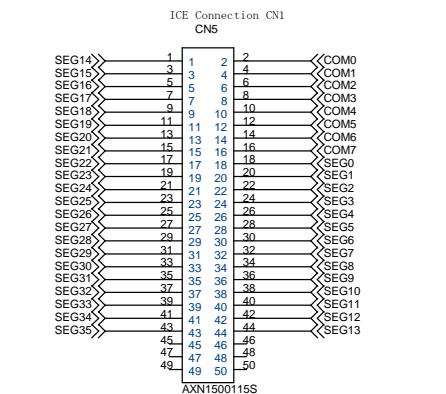 ICE Connection CN1
CN5
SEG14 1 1 2 2 COM0
SEG15 3 3 4 4 COM1
SEG16 5 5 6 6 COM2
SEG17 7 7 8 8 COM3
SEG18 9 9 10 10 COM4
SEG19 11 11 12 12 COM5
SEG20 13 13 14 14 COM6
SEG21 15 15 16 16 COM7
SEG22 17 17 18 18 SEG0
SEG23 19 19 20 20 SEG1
SEG24 21 21 22 22 SEG2
SEG25 23 23 24 24 SEG3
SEG26 25 25 26 26 SEG4
SEG27 27 27 28 28 SEG5
SEG28 29 29 30 30 SEG6
SEG29 31 31 32 32 SEG7
SEG30 33 33 34 34 SEG8
SEG31 35 35 36 36 SEG9
SEG32 37 37 38 38 SEG10
SEG33 39 39 40 40 SEG11
SEG34 41 41 42 42 SEG12
SEG35 43 43 44 44 SEG13
45 45 46 46
47 47 48 48
49 49 50 50
AXN1500115S